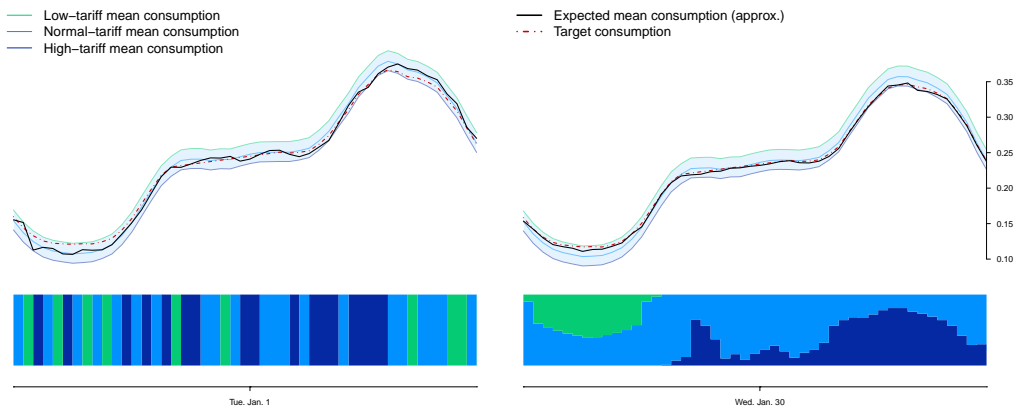 Low−tariff mean consumption
Normal−tariff mean consumption
High−tariff mean consumption
Expected mean consumption (approx.)
Target consumption
0.35
0.30
0.25
0.20
0.15
0.10
Tue. Jan. 1
Wed. Jan. 30